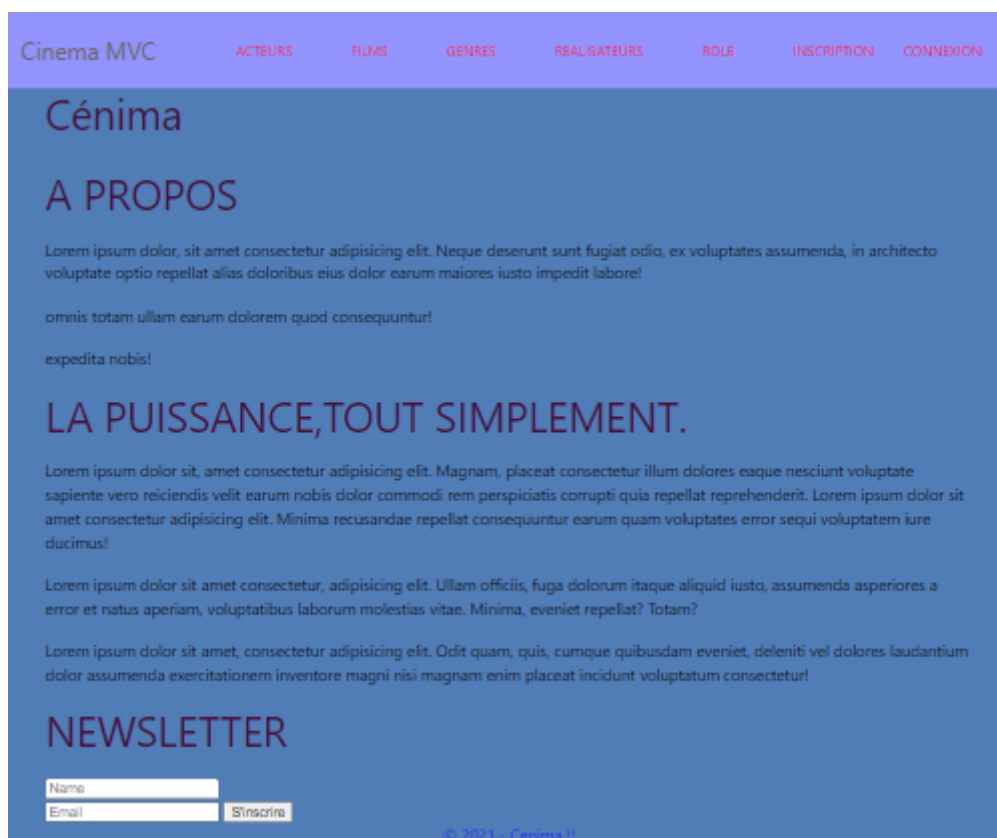 Cinema MVC ACTEURS FILMS GENRES REALISATEURS ROLE INSCRIPTION CONNEXION
Cénima
A PROPOS
Lorem ipsum dolor, sit amet consectetur adipisicing elit. Neque deserunt sunt fugiat odio, ex voluptates assumenda, in architecto
voluptate optio repellat alias doloribus eius dolor earum maiores iusto impedit labore!
omnis totam ullam earum dolorem quod consequuntur!
expedita nobis!
LA PUISSANCE,TOUT SIMPLEMENT.
Lorem ipsum dolor sit, amet consectetur adipisicing elit. Magnam, placeat consectetur illum dolores eaque nesciunt voluptate
sapiente vero reiciendis velit earum nobis dolor commodi rem perspiciatis corrupti quia repellat reprehenderit. Lorem ipsum dolor sit
amet consectetur adipisicing elit. Minima recusandae repellat consequuntur earum quam voluptates error sequi voluptatem iure
ducimus!
Lorem ipsum dolor sit amet consectetur, adipisicing elit. Ullam officiis, fuga dolorum itaque aliquid iusto, assumenda asperiores a
error et natus aperiam, voluptatibus laborum molestias vitae. Minima, eveniet repellat? Totam?
Lorem ipsum dolor sit amet, consectetur adipisicing elit. Odit quam, quis, cumque quibusdam eveniet, deleniti vel dolores laudantium
dolor assumenda exercitationem inventore magni nisi magnam enim placeat incidunt voluptatum consectetur!
NEWSLETTER
Name
Email S'inscrire
© 2021 - Cenima !!